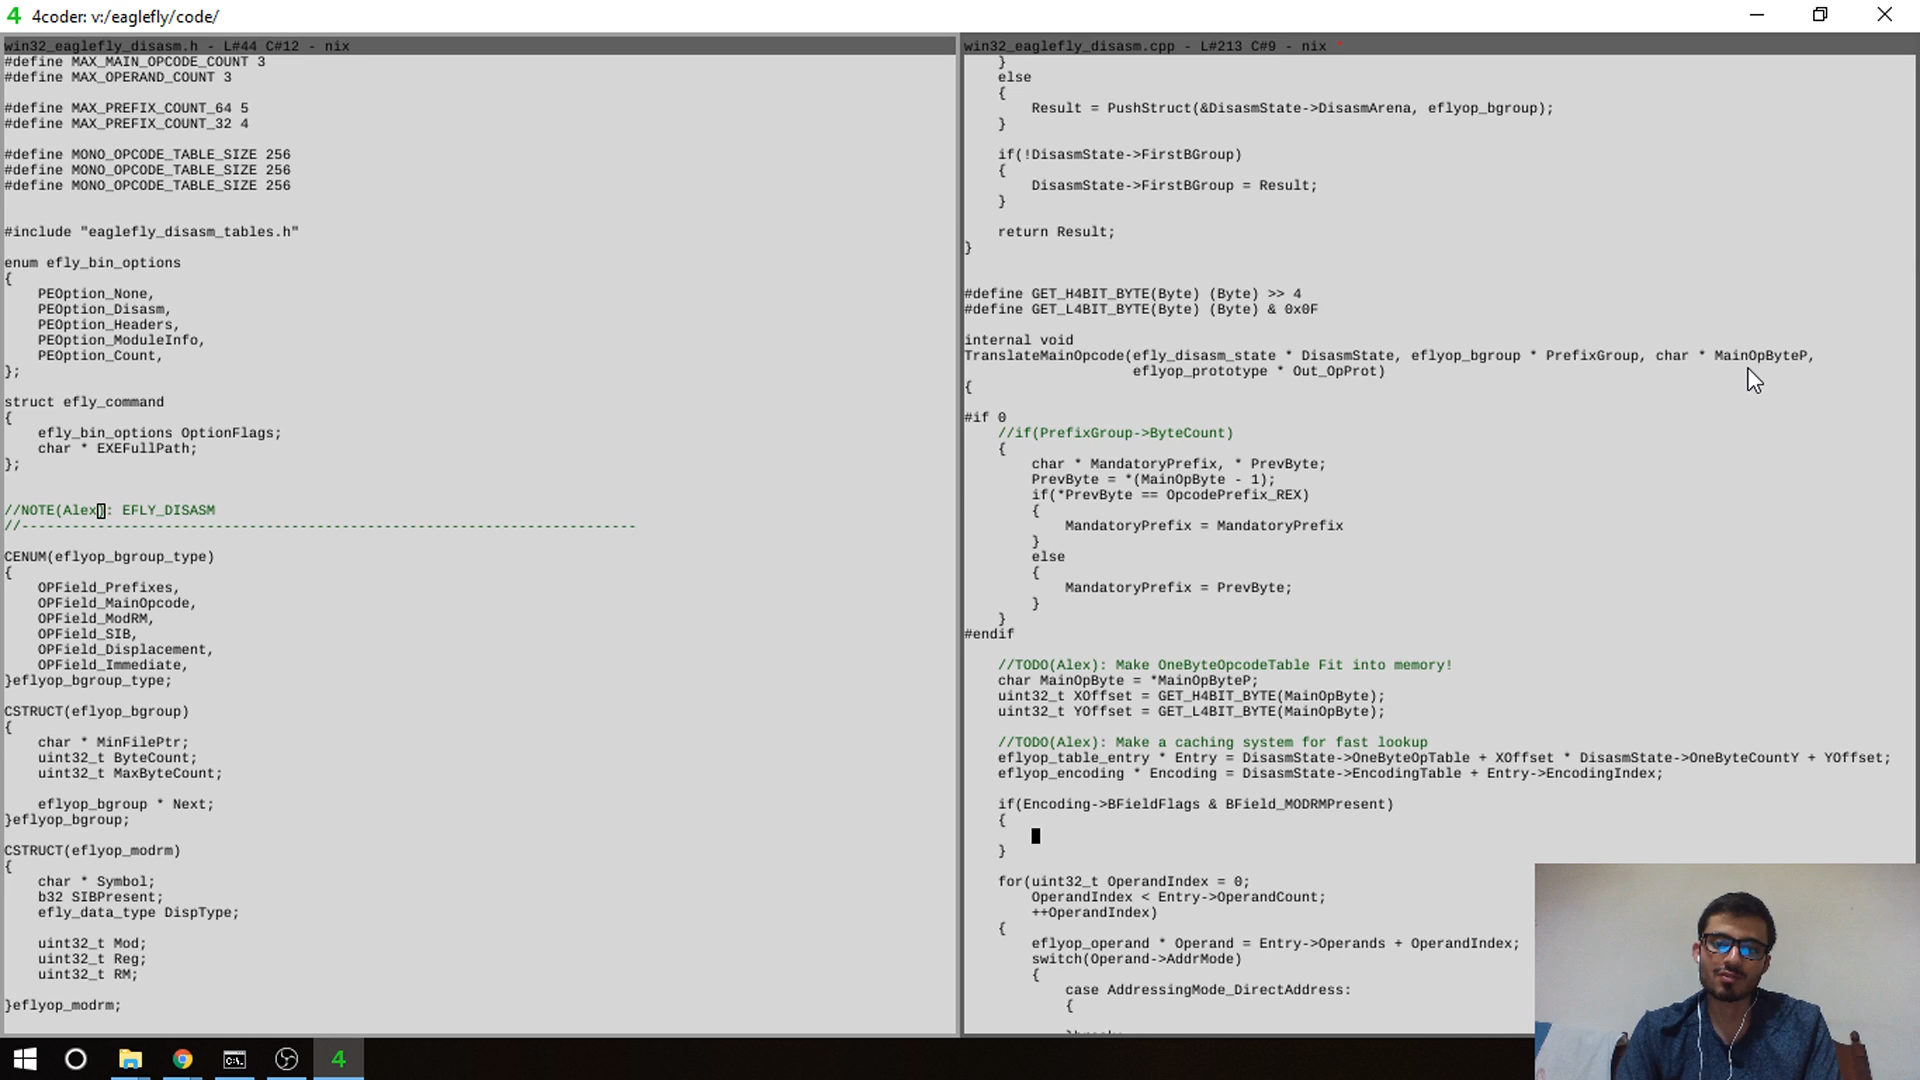 4 4coder: v:/eaglefly/code/
win32_eaglefly_disasm.h - L#44 C#12 - nix
#define MAX_MAIN_OPCODE_COUNT 3
#define MAX_OPERAND_COUNT 3
#define MAX_PREFIX_COUNT_64 5
#define MAX_PREFIX_COUNT_32 4
#define MONO_OPCODE_TABLE_SIZE 256
#define MONO_OPCODE_TABLE_SIZE 256
#define MONO_OPCODE_TABLE_SIZE 256
#include "eaglefly_disasm_tables.h"
enum efly_bin_options
{
PEOption_None,
PEOption_Disasm,
PEOption_Headers,
PEOption_ModuleInfo,
PEOption_Count,
};
struct efly_command
{
efly_bin_options OptionFlags;
char * EXEFullPath;
};
//NOTE(Alex): EFLY_DISASM
//--------------------------------------------------------------------------
CENUM(eflyop_bgroup_type)
{
OPField_Prefixes,
OPField_MainOpcode,
OPField_ModRM,
OPField_SIB,
OPField_Displacement,
OPField_Immediate,
}eflyop_bgroup_type;
CSTRUCT(eflyop_bgroup)
{
char * MinFilePtr;
uint32_t ByteCount;
uint32_t MaxByteCount;
eflyop_bgroup * Next;
}eflyop_bgroup;
CSTRUCT(eflyop_modrm)
{
char * Symbol;
b32 SIBPresent;
efly_data_type DispType;
uint32_t Mod;
uint32_t Reg;
uint32_t RM;
}eflyop_modrm;
win32_eaglefly_disasm.cpp - L#213 C#9 - nix *
}
else
{
Result = PushStruct(&DisasmState->DisasmArena, eflyop_bgroup);
}
if(!DisasmState->FirstBGroup)
{
DisasmState->FirstBGroup = Result;
}
return Result;
}
#define GET_H4BIT_BYTE(Byte) (Byte) >> 4
#define GET_L4BIT_BYTE(Byte) (Byte) & 0x0F
internal void
TranslateMainOpcode(efly_disasm_state * DisasmState, eflyop_bgroup * PrefixGroup, char * MainOpByteP,
eflyop_prototype * Out_OpProt)
{
#if 0
//if(PrefixGroup->ByteCount)
{
char * MandatoryPrefix, * PrevByte;
PrevByte = *(MainOpByte - 1);
if(*PrevByte == OpcodePrefix_REX)
{
MandatoryPrefix = MandatoryPrefix
}
else
{
MandatoryPrefix = PrevByte;
}
}
#endif
//TODO(Alex): Make OneByteOpcodeTable Fit into memory!
char MainOpByte = *MainOpByteP;
uint32_t XOffset = GET_H4BIT_BYTE(MainOpByte);
uint32_t YOffset = GET_L4BIT_BYTE(MainOpByte);
//TODO(Alex): Make a caching system for fast lookup
eflyop_table_entry * Entry = DisasmState->OneByteOpTable + XOffset * DisasmState->OneByteCountY + YOffset;
eflyop_encoding * Encoding = DisasmState->EncodingTable + Entry->EncodingIndex;
if(Encoding->BFieldFlags & BField_MODRMPresent)
{
}
for(uint32_t OperandIndex = 0;
OperandIndex < Entry->OperandCount;
++OperandIndex)
{
eflyop_operand * Operand = Entry->Operands + OperandIndex;
switch(Operand->AddrMode)
{
case AddressingMode_DirectAddress:
{
}break;
4